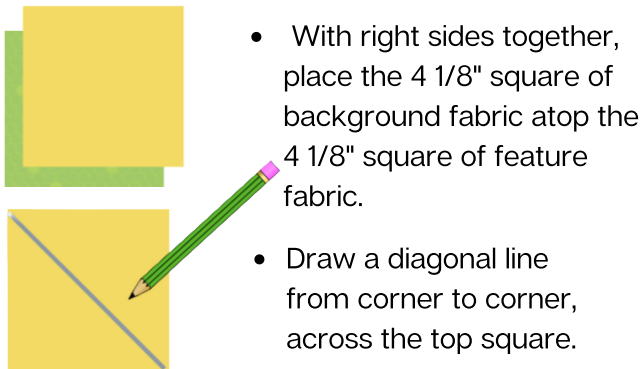 • With right sides together,
place the 4 1/8" square of
background fabric atop the
4 1/8" square of feature
fabric.
• Draw a diagonal line
from corner to corner,
across the top square.